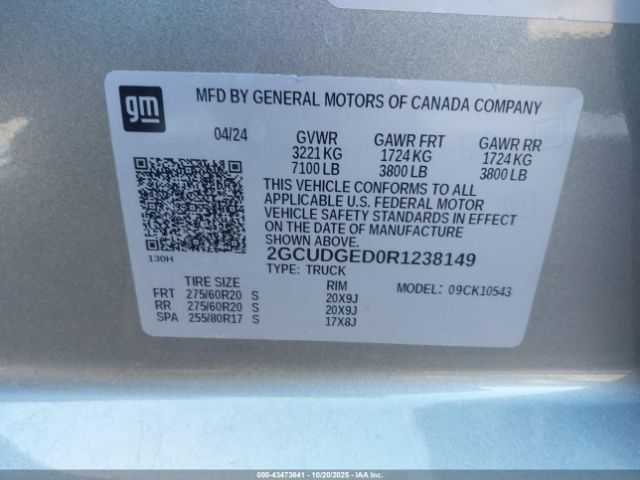 gm
MFD BY GENERAL MOTORS OF CANADA COMPANY
04/24 GVWR GAWR FRT GAWR RR
3221 KG 1724 KG 1724 KG
7100 LB 3800 LB 3800 LB
THIS VEHICLE CONFORMS TO ALL
APPLICABLE U.S. FEDERAL MOTOR
VEHICLE SAFETY STANDARDS IN EFFECT
ON THE DATE OF MANUFACTURE
SHOWN ABOVE.
130H
2GCUDGED0R1238149
TYPE: TRUCK
TIRE SIZE RIM MODEL: 09CK10543
FRT 275/60R20 S 20X9J
RR 275/60R20 S 20X9J
SPA 255/80R17 S 17X8J
000-43473641 - 10/20/2025 - IAAI.com